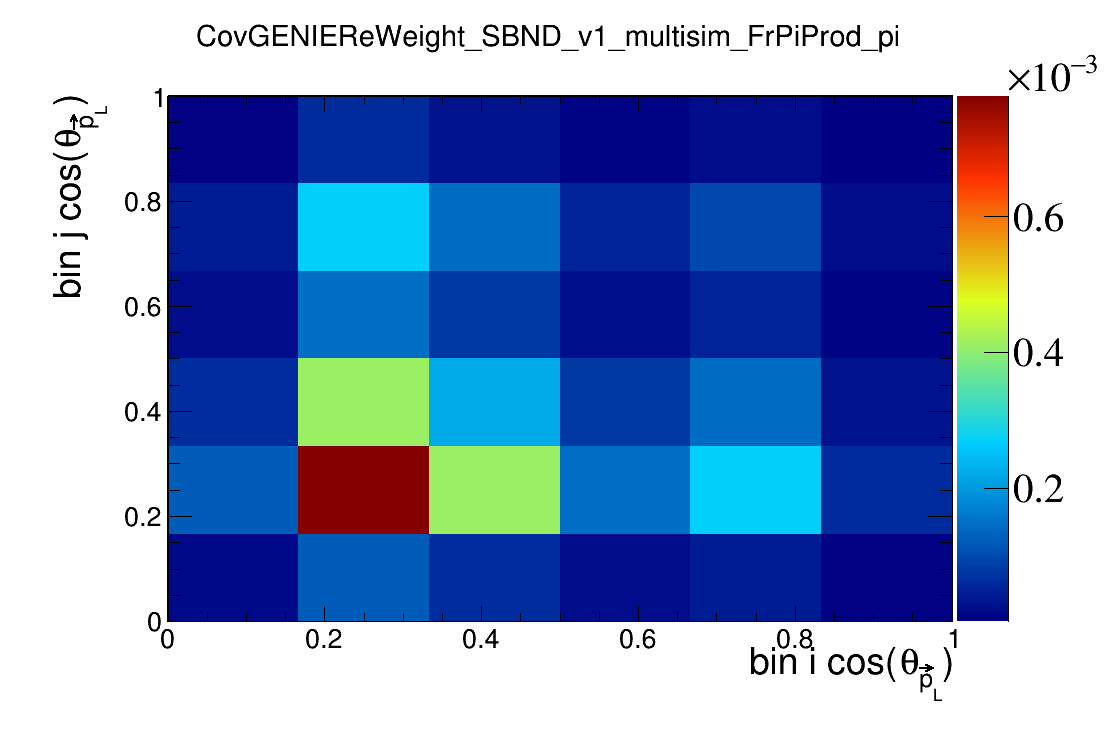 CovGENIEReWeight_SBND_v1_multisim_FrPiProd_pi
×10⁻³
bin j cos(θ_p⃗_L)
1
0.8
0.6
0.4
0.2
0
0.6
0.4
0.2
0 0.2 0.4 0.6 0.8 1
bin i cos(θ_p⃗_L)